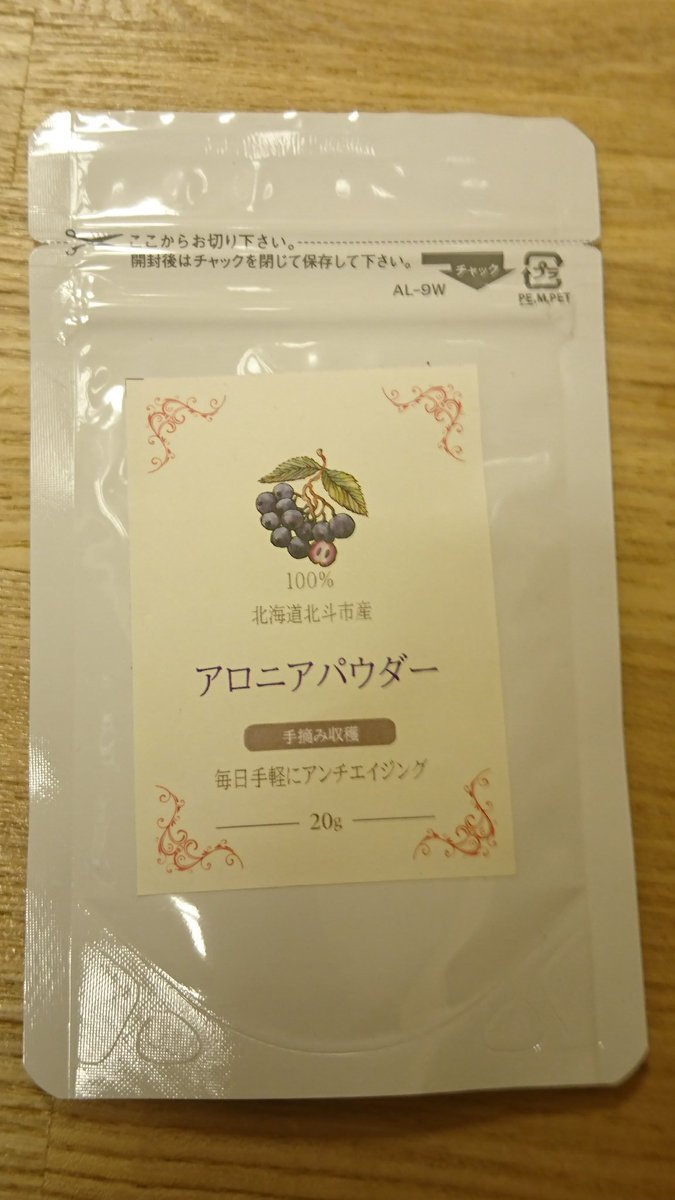 ここからお切り下さい。
開封後はチャックを閉じて保存して下さい。
チャック
プラ
AL-9W
PE,M,PET
100%
北海道北斗市産
アロニアパウダー
手摘み収穫
毎日手軽にアンチエイジング
20g